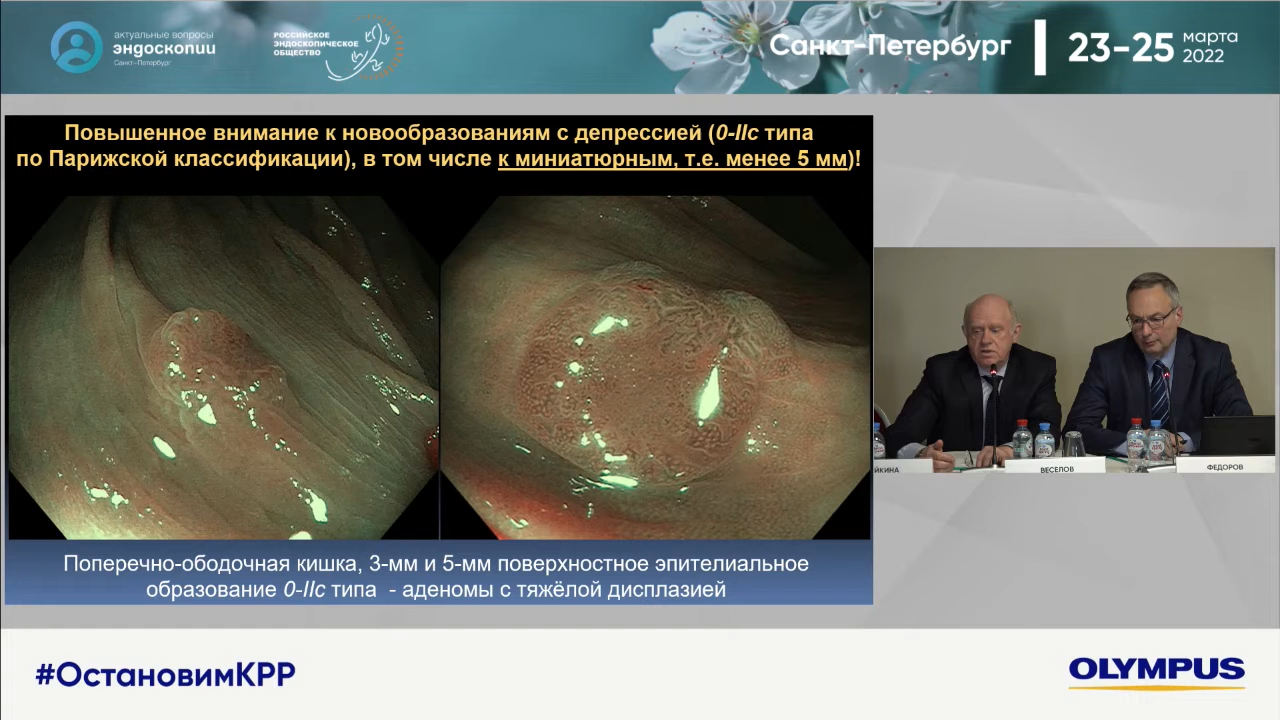 актуальные вопросы
эндоскопии
Санкт-Петербург
РОССИЙСКОЕ
ЭНДОСКОПИЧЕСКОЕ
ОБЩЕСТВО
Санкт-Петербург
23-25
марта
2022
Повышенное внимание к новообразованиям с депрессией (0-IIc типа
по Парижской классификации), в том числе к миниатюрным, т.е. менее 5 мм)!
Поперечно-ободочная кишка, 3-мм и 5-мм поверхностное эпителиальное
образование 0-IIc типа - аденомы с тяжёлой дисплазией
АЙКИНА
ВЕСЕЛОВ
ФЕДОРОВ
#ОстановимКРР
OLYMPUS